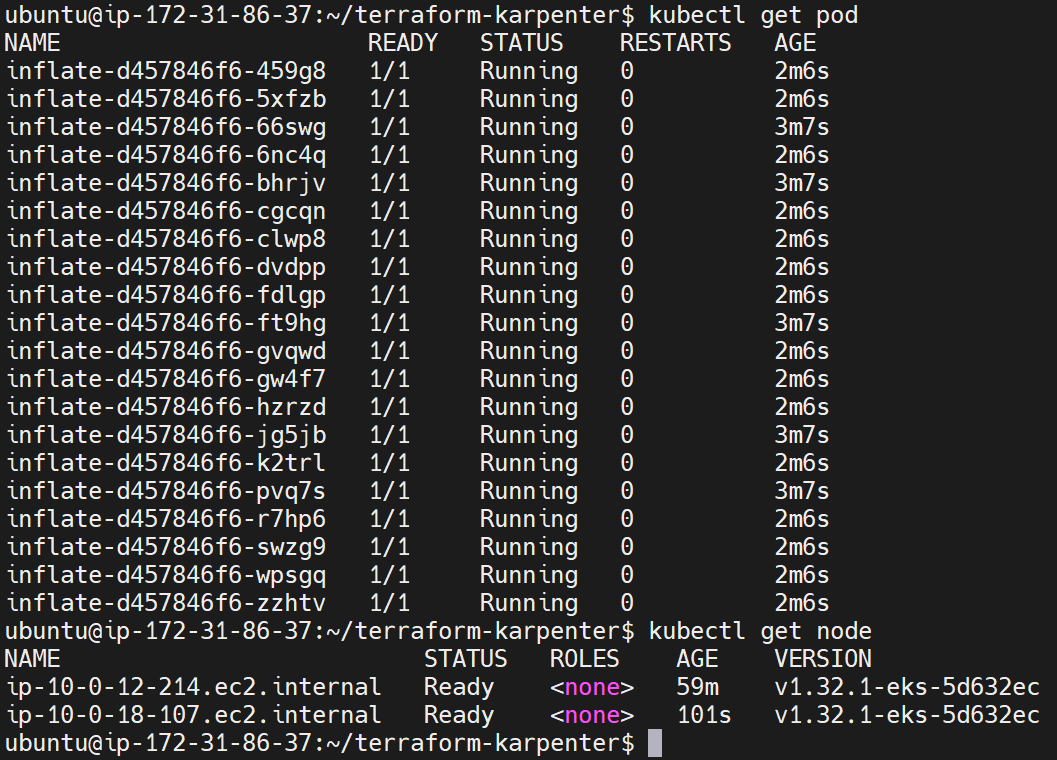 ubuntu@ip-172-31-86-37:~/terraform-karpenter$ kubectl get pod
NAME                      READY   STATUS    RESTARTS   AGE
inflate-d457846f6-459g8   1/1     Running   0          2m6s
inflate-d457846f6-5xfzb   1/1     Running   0          2m6s
inflate-d457846f6-66swg   1/1     Running   0          3m7s
inflate-d457846f6-6nc4q   1/1     Running   0          2m6s
inflate-d457846f6-bhrjv   1/1     Running   0          3m7s
inflate-d457846f6-cgcqn   1/1     Running   0          2m6s
inflate-d457846f6-clwp8   1/1     Running   0          2m6s
inflate-d457846f6-dvdpp   1/1     Running   0          2m6s
inflate-d457846f6-fdlgp   1/1     Running   0          2m6s
inflate-d457846f6-ft9hg   1/1     Running   0          3m7s
inflate-d457846f6-gvqwd   1/1     Running   0          2m6s
inflate-d457846f6-gw4f7   1/1     Running   0          2m6s
inflate-d457846f6-hzrzd   1/1     Running   0          2m6s
inflate-d457846f6-jg5jb   1/1     Running   0          3m7s
inflate-d457846f6-k2trl   1/1     Running   0          2m6s
inflate-d457846f6-pvq7s   1/1     Running   0          3m7s
inflate-d457846f6-r7hp6   1/1     Running   0          2m6s
inflate-d457846f6-swzg9   1/1     Running   0          2m6s
inflate-d457846f6-wpsgq   1/1     Running   0          2m6s
inflate-d457846f6-zzhtv   1/1     Running   0          2m6s
ubuntu@ip-172-31-86-37:~/terraform-karpenter$ kubectl get node
NAME                          STATUS   ROLES    AGE    VERSION
ip-10-0-12-214.ec2.internal   Ready    <none>   59m    v1.32.1-eks-5d632ec
ip-10-0-18-107.ec2.internal   Ready    <none>   101s   v1.32.1-eks-5d632ec
ubuntu@ip-172-31-86-37:~/terraform-karpenter$